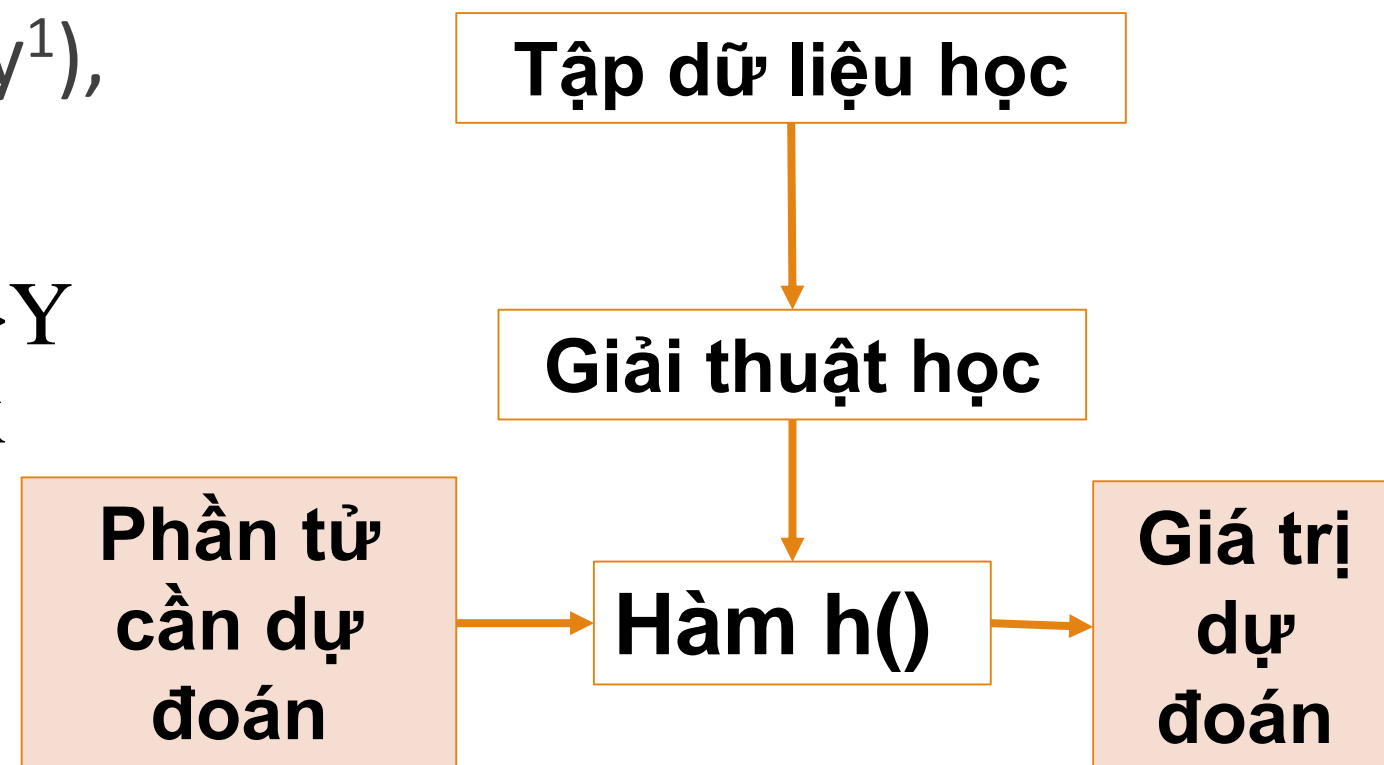 y¹),
Tập dữ liệu học
Y
Giải thuật học
Phần tử
cần dự
đoán
Hàm h()
Giá trị
dự
đoán